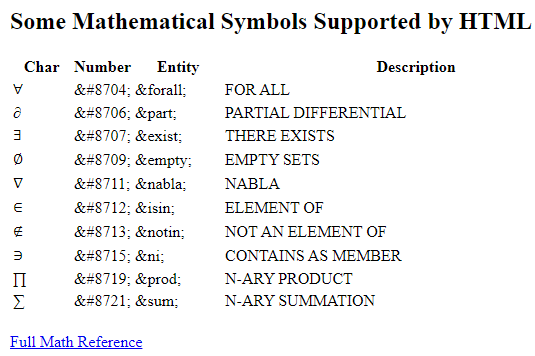 Some Mathematical Symbols Supported by HTML
Char Number Entity Description
∀ &#8704; &forall; FOR ALL
∂ &#8706; &part; PARTIAL DIFFERENTIAL
∃ &#8707; &exist; THERE EXISTS
∅ &#8709; &empty; EMPTY SETS
∇ &#8711; &nabla; NABLA
∈ &#8712; &isin; ELEMENT OF
∉ &#8713; &notin; NOT AN ELEMENT OF
∋ &#8715; &ni; CONTAINS AS MEMBER
∏ &#8719; &prod; N-ARY PRODUCT
∑ &#8721; &sum; N-ARY SUMMATION
Full Math Reference